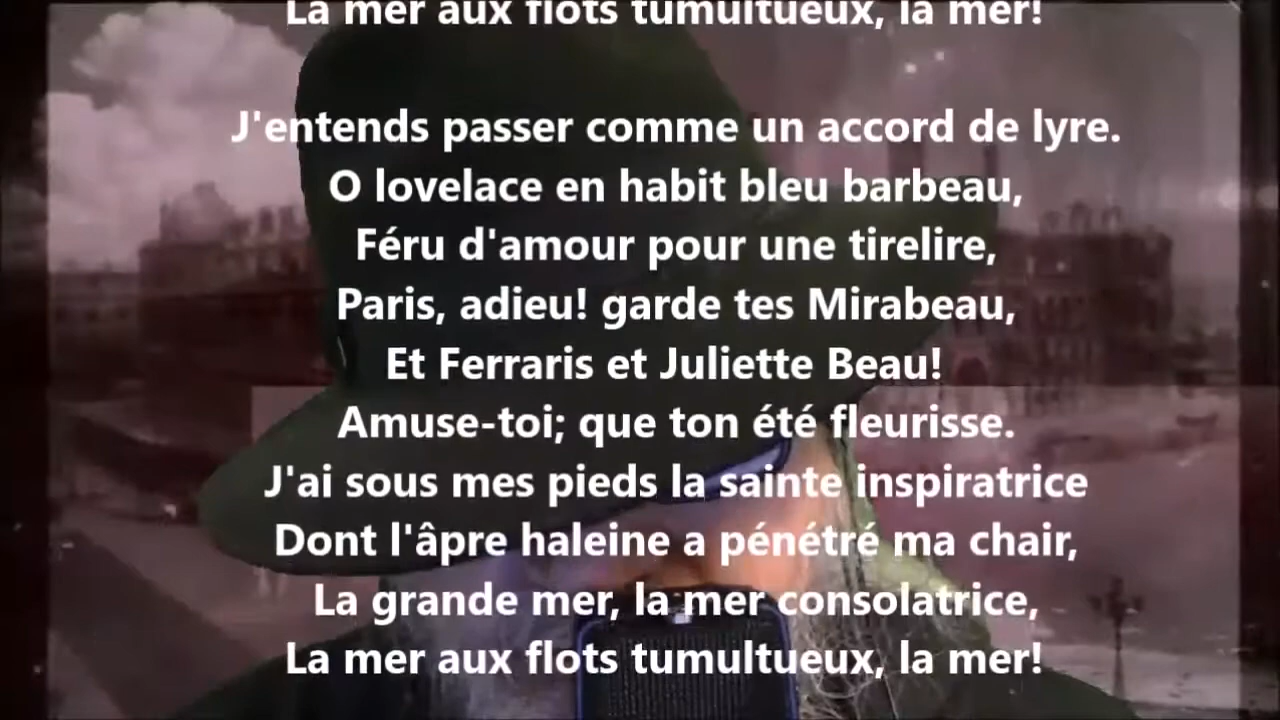 La mer aux flots tumultueux, la mer!
J'entends passer comme un accord de lyre.
O lovelace en habit bleu barbeau,
Féru d'amour pour une tirelire,
Paris, adieu! garde tes Mirabeau,
Et Ferraris et Juliette Beau!
Amuse-toi; que ton été fleurisse.
J'ai sous mes pieds la sainte inspiratrice
Dont l'âpre haleine a pénétré ma chair,
La grande mer, la mer consolatrice,
La mer aux flots tumultueux, la mer!